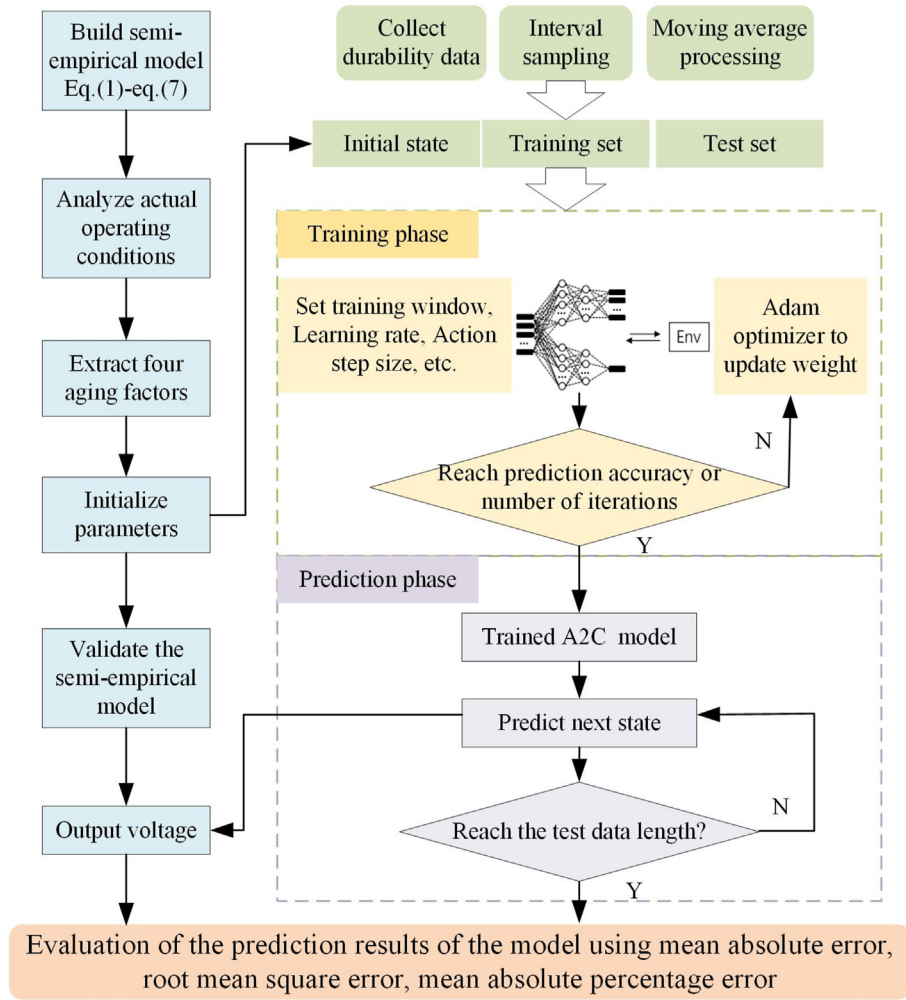 Build semi-
empirical model
Eq.(1)-eq.(7)
Analyze actual
operating
conditions
Extract four
aging factors
Initialize
parameters
Validate the
semi-empirical
model
Output voltage
Collect
durability data
Interval
sampling
Moving average
processing
Initial state
Training set
Test set
Training phase
Set training window,
Learning rate, Action
step size, etc.
...
...
...
...
...
...
Env
Adam
optimizer to
update weight
N
Reach prediction accuracy or
number of iterations
Y
Prediction phase
Trained A2C model
Predict next state
N
Reach the test data length?
Y
Evaluation of the prediction results of the model using mean absolute error,
root mean square error, mean absolute percentage error